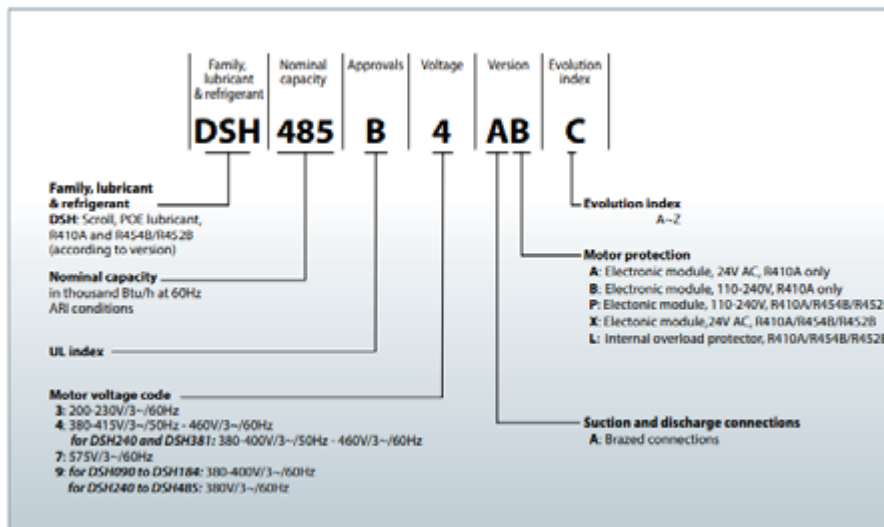 Family, lubricant & refrigerant
Nominal capacity
Approvals
Voltage
Version
Evolution index
DSH 485 B 4 AB C
Family, lubricant
& refrigerant
DSH: Scroll, POE lubricant,
R410A and R454B/R452B
(according to version)
Nominal capacity
in thousand Btu/h at 60Hz
ARI conditions
UL index
Motor voltage code
3: 200-230V/3~/60Hz
4: 380-415V/3~/50Hz - 460V/3~/60Hz
for DSH240 and DSH381: 380-400V/3~/50Hz - 460V/3~/60Hz
7: 575V/3~/60Hz
9: for DSH090 to DSH184: 380-400V/3~/60Hz
for DSH240 to DSH485: 380V/3~/60Hz
Evolution index
A~Z
Motor protection
A: Electronic module, 24V AC, R410A only
B: Electronic module, 110-240V, R410A only
P: Electonic module, 110-240V, R410A/R454B/R452
X: Electonic module,24V AC, R410A/R454B/R452B
L: Internal overload protector, R410A/R454B/R452B
Suction and discharge connections
A: Brazed connections